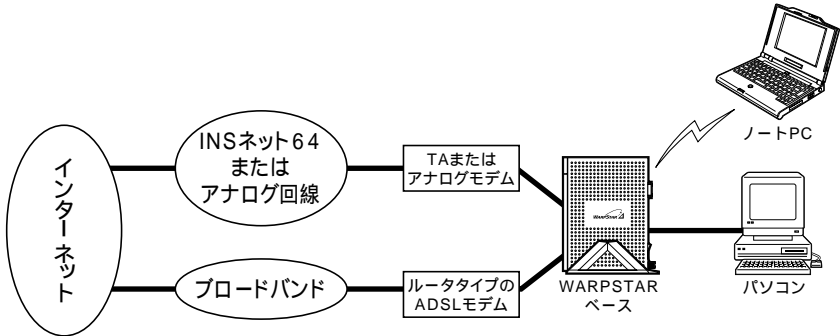 インターネット
INSネット64
または
アナログ回線
TAまたは
アナログモデム
ブロードバンド
ルータタイプの
ADSLモデム
WARPSTAR
WARPSTAR
ベース
ノートPC
パソコン